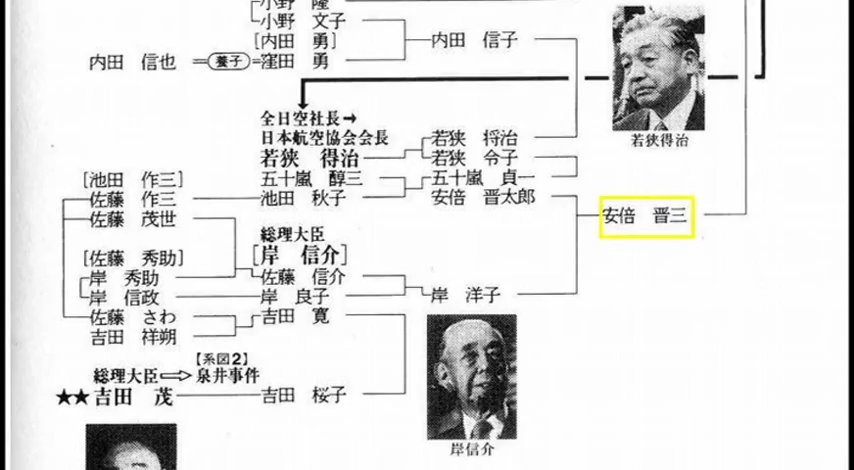 小野 隆
小野 文子
[内田 勇]
内田 信子
内田 信也
養子
窪田 勇
全日空社長→
日本航空協会会長
若狭 得治
若狭 将治
若狭 令子
若狭得治
[池田 作三]
五十嵐 醇三
五十嵐 貞一
佐藤 作三
池田 秋子
安倍 晋太郎
佐藤 茂世
安倍 晋三
総理大臣
[岸 信介]
[佐藤 秀助]
岸 秀助
佐藤 信介
岸 信政
岸 良子
岸 洋子
佐藤 さわ
吉田 寛
吉田 祥朔
【系図2】
総理大臣⇨泉井事件
★★吉田 茂
吉田 桜子
岸信介